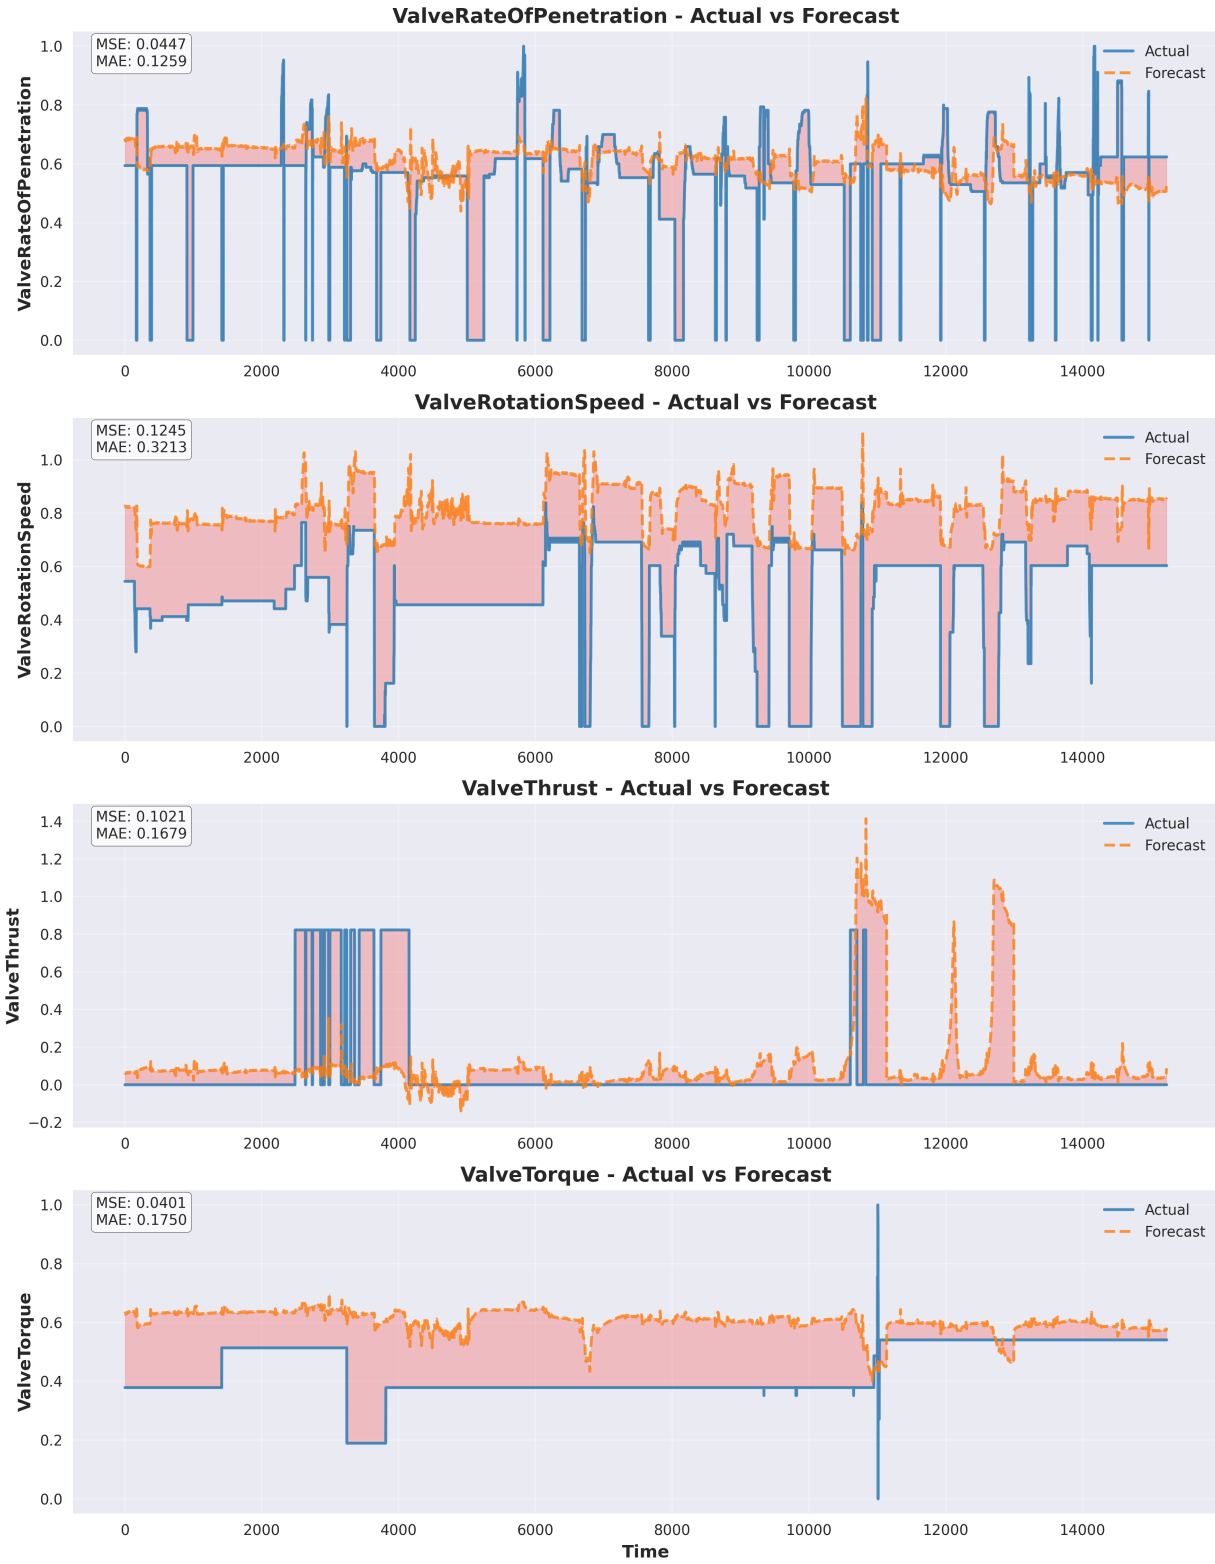 ValveRateOfPenetration - Actual vs Forecast
MSE: 0.0447
MAE: 0.1259
Actual
Forecast
ValveRateOfPenetration
1.0
0.8
0.6
0.4
0.2
0.0
0 2000 4000 6000 8000 10000 12000 14000
ValveRotationSpeed - Actual vs Forecast
MSE: 0.1245
MAE: 0.3213
Actual
Forecast
ValveRotationSpeed
1.0
0.8
0.6
0.4
0.2
0.0
0 2000 4000 6000 8000 10000 12000 14000
ValveThrust - Actual vs Forecast
MSE: 0.1021
MAE: 0.1679
Actual
Forecast
ValveThrust
1.4
1.2
1.0
0.8
0.6
0.4
0.2
0.0
−0.2
0 2000 4000 6000 8000 10000 12000 14000
ValveTorque - Actual vs Forecast
MSE: 0.0401
MAE: 0.1750
Actual
Forecast
ValveTorque
1.0
0.8
0.6
0.4
0.2
0.0
0 2000 4000 6000 8000 10000 12000 14000
Time